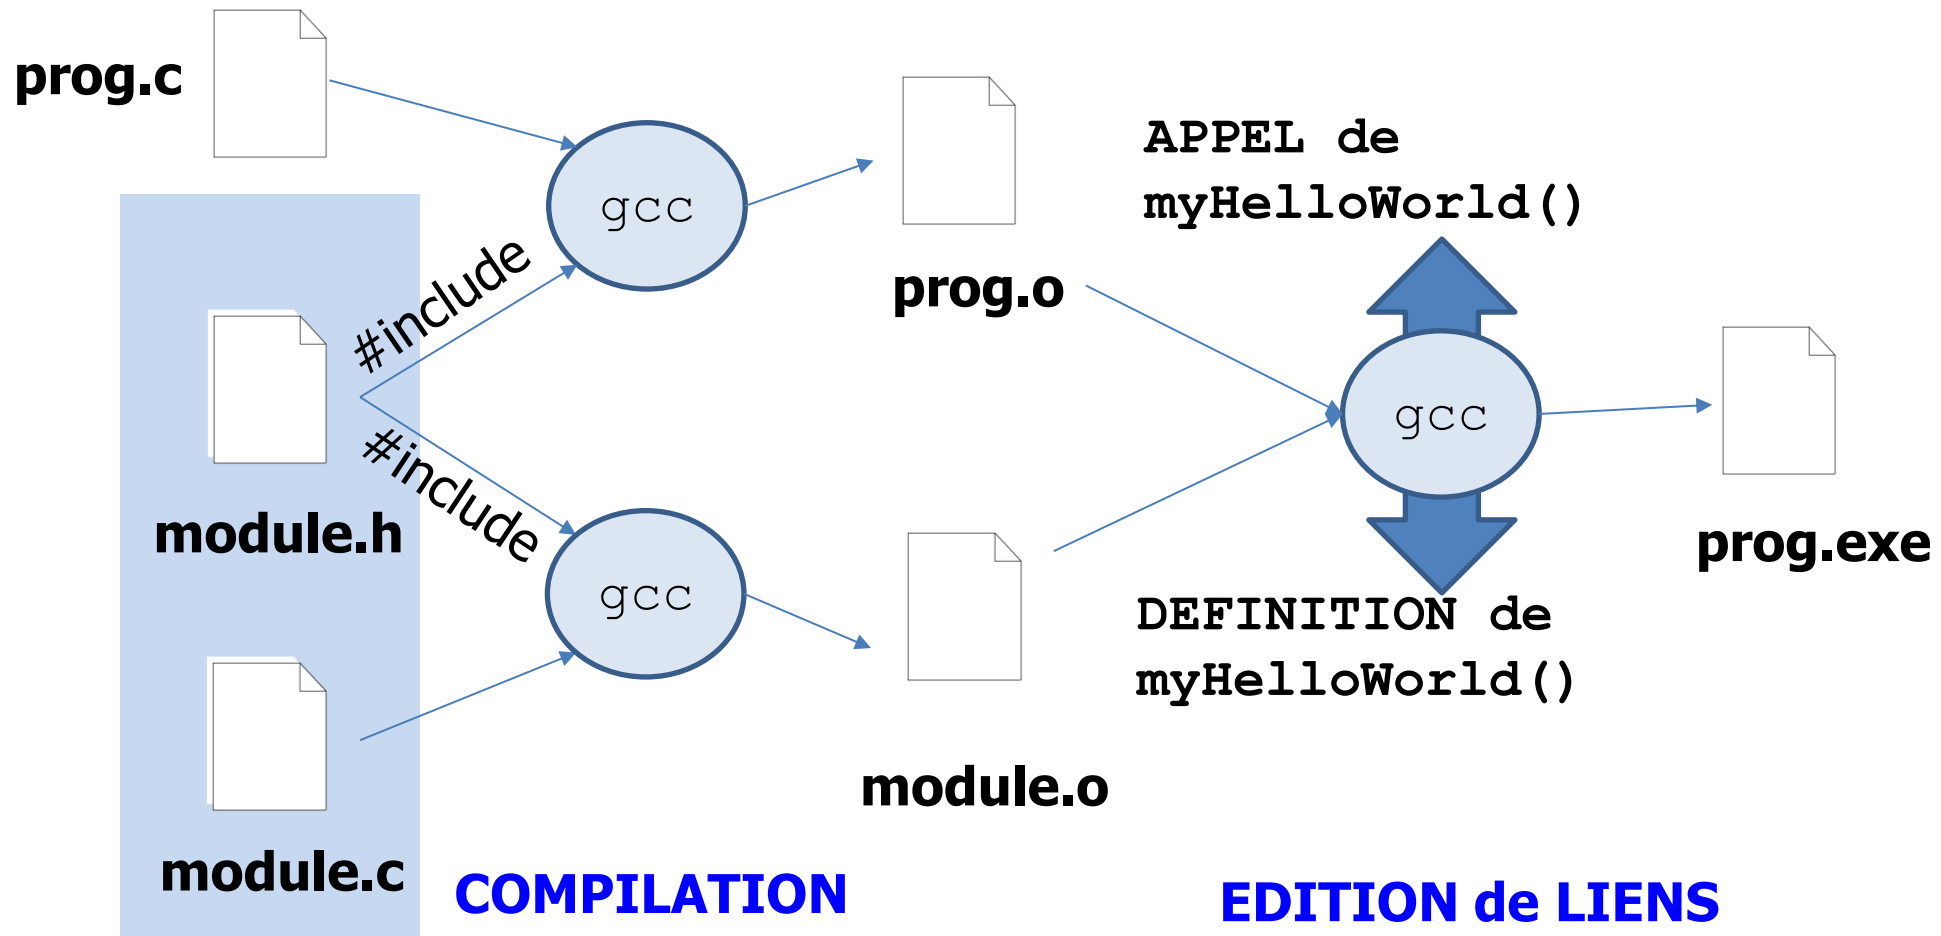 prog.c
gcc
APPEL de
myHelloWorld()
#include
prog.o
gcc
#include
module.h
prog.exe
gcc
DEFINITION de
myHelloWorld()
module.o
module.c
COMPILATION
EDITION de LIENS